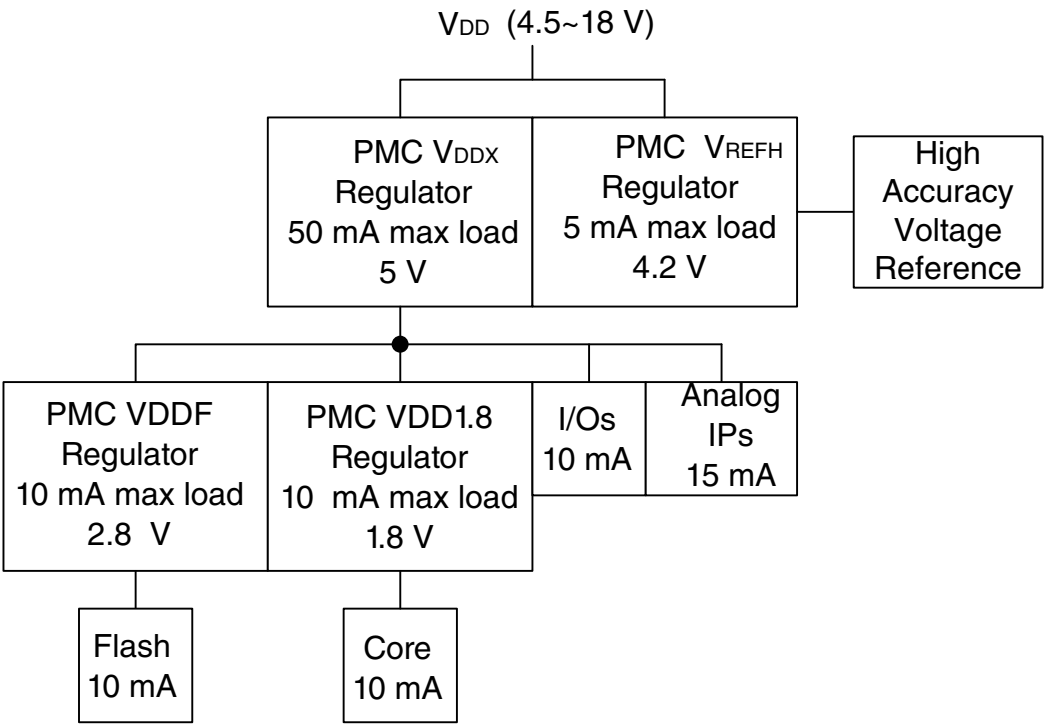 VDD (4.5~18 V)
PMC VDDX
Regulator
50 mA max load
5 V
PMC VREFH
Regulator
5 mA max load
4.2 V
High
Accuracy
Voltage
Reference
PMC VDDF
Regulator
10 mA max load
2.8 V
PMC VDD1.8
Regulator
10 mA max load
1.8 V
I/Os
10 mA
Analog
IPs
15 mA
Flash
10 mA
Core
10 mA